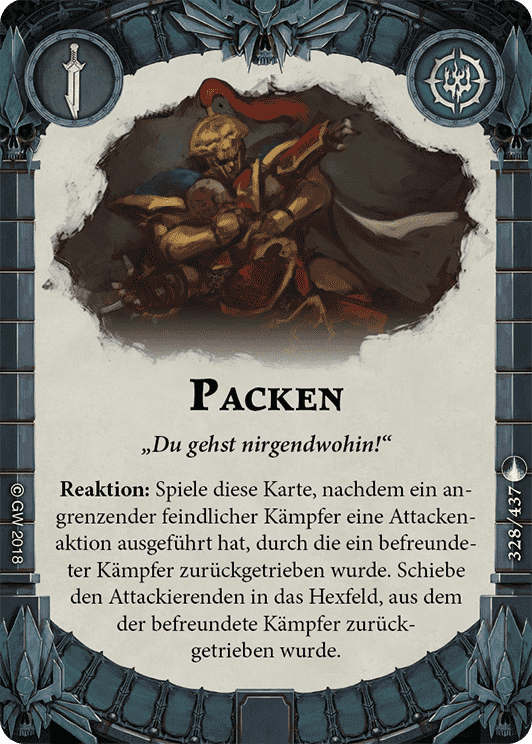 Packen
„Du gehst nirgendwohin!“
Reaktion: Spiele diese Karte, nachdem ein an-
grenzender feindlicher Kämpfer eine Attacken-
aktion ausgeführt hat, durch die ein befreunde-
ter Kämpfer zurückgetrieben wurde. Schiebe
den Attackierenden in das Hexfeld, aus dem
der befreundete Kämpfer zurück-
getrieben wurde.
© GW 2018
328/437